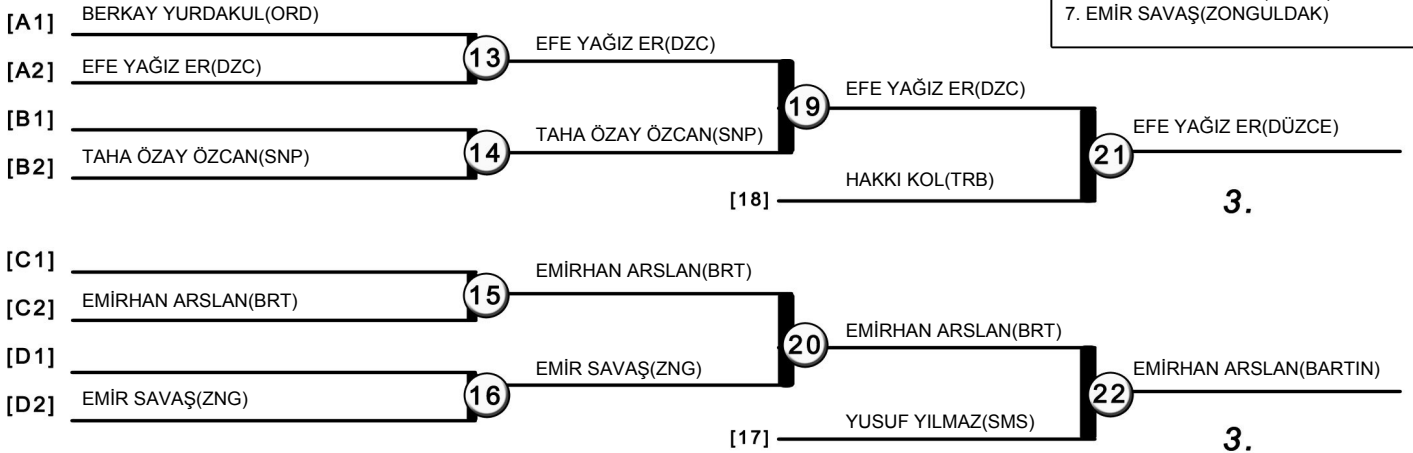 7. EMİR SAVAŞ(ZONGULDAK)
[A1] BERKAY YURDAKUL(ORD)
[A2] EFE YAĞIZ ER(DZC)
13
EFE YAĞIZ ER(DZC)
[B1]
[B2] TAHA ÖZAY ÖZCAN(SNP)
14
TAHA ÖZAY ÖZCAN(SNP)
19
EFE YAĞIZ ER(DZC)
[18] HAKKI KOL(TRB)
21
EFE YAĞIZ ER(DÜZCE)
3.
[C1]
[C2] EMİRHAN ARSLAN(BRT)
15
EMİRHAN ARSLAN(BRT)
[D1]
[D2] EMİR SAVAŞ(ZNG)
16
EMİR SAVAŞ(ZNG)
20
EMİRHAN ARSLAN(BRT)
[17] YUSUF YILMAZ(SMS)
22
EMİRHAN ARSLAN(BARTIN)
3.